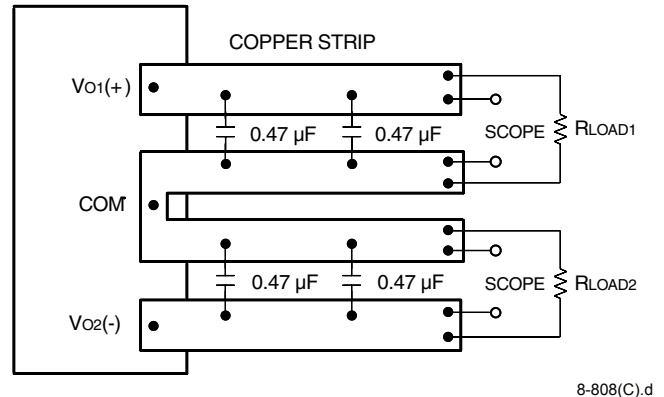 COPPER STRIP
VO1(+)
0.47 µF 0.47 µF SCOPE RLOAD1
COM
0.47 µF 0.47 µF SCOPE RLOAD2
VO2(-)
8-808(C).d